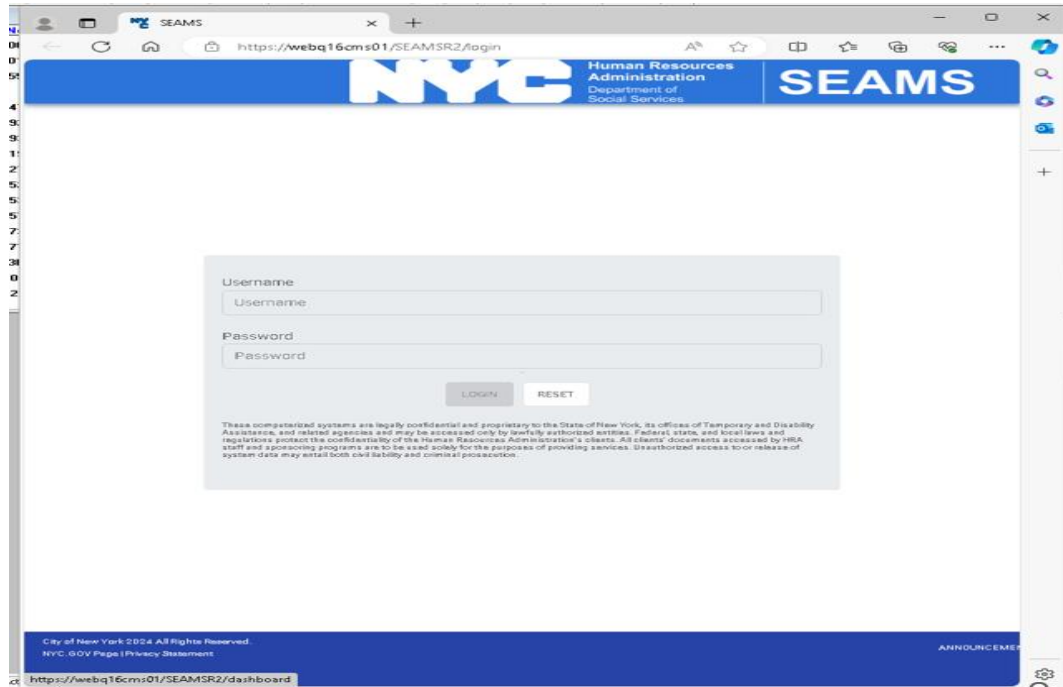 SEAMS
https://webq16cms01/SEAMSR2/login
NYC
Human Resources
Administration
Department of
Social Services
SEAMS
Username
Username
Password
Password
LOGIN
RESET
These computerized systems are legally confidential and proprietary to the State of New York, its offices of Temporary and Disability
Assistance, and related agencies and may be accessed only by lawfully authorized entities. Federal, state, and local laws and
regulations protect the confidentiality of the Human Resources Administration's clients. All clients' documents accessed by HRA
staff and sponsoring programs are to be used solely for the purposes of providing services. Unauthorized access to or release of
system data may entail both civil liability and criminal prosecution.
City of New York 2024 All Rights Reserved.
NYC.GOV Page | Privacy Statement
ANNOUNCEME
https://webq16cms01/SEAMSR2/dashboard